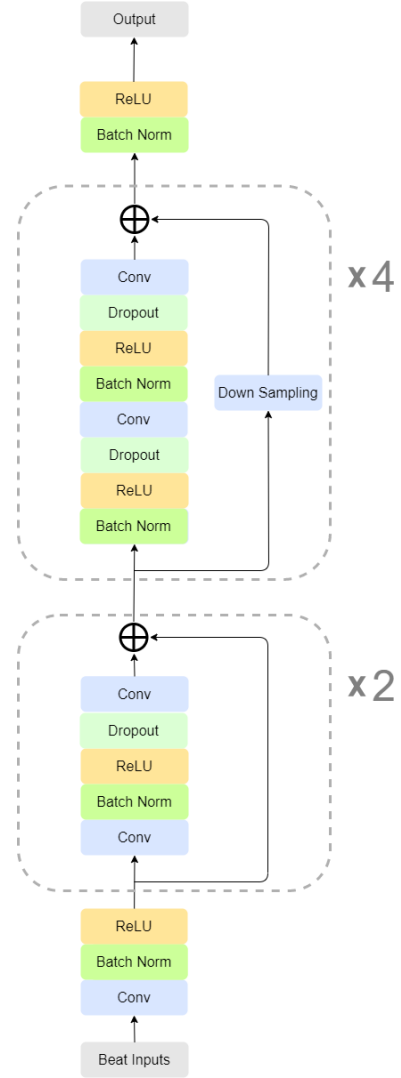 Output
ReLU
Batch Norm
x4
Conv
Dropout
ReLU
Batch Norm
Down Sampling
Conv
Dropout
ReLU
Batch Norm
x2
Conv
Dropout
ReLU
Batch Norm
Conv
ReLU
Batch Norm
Conv
Beat Inputs